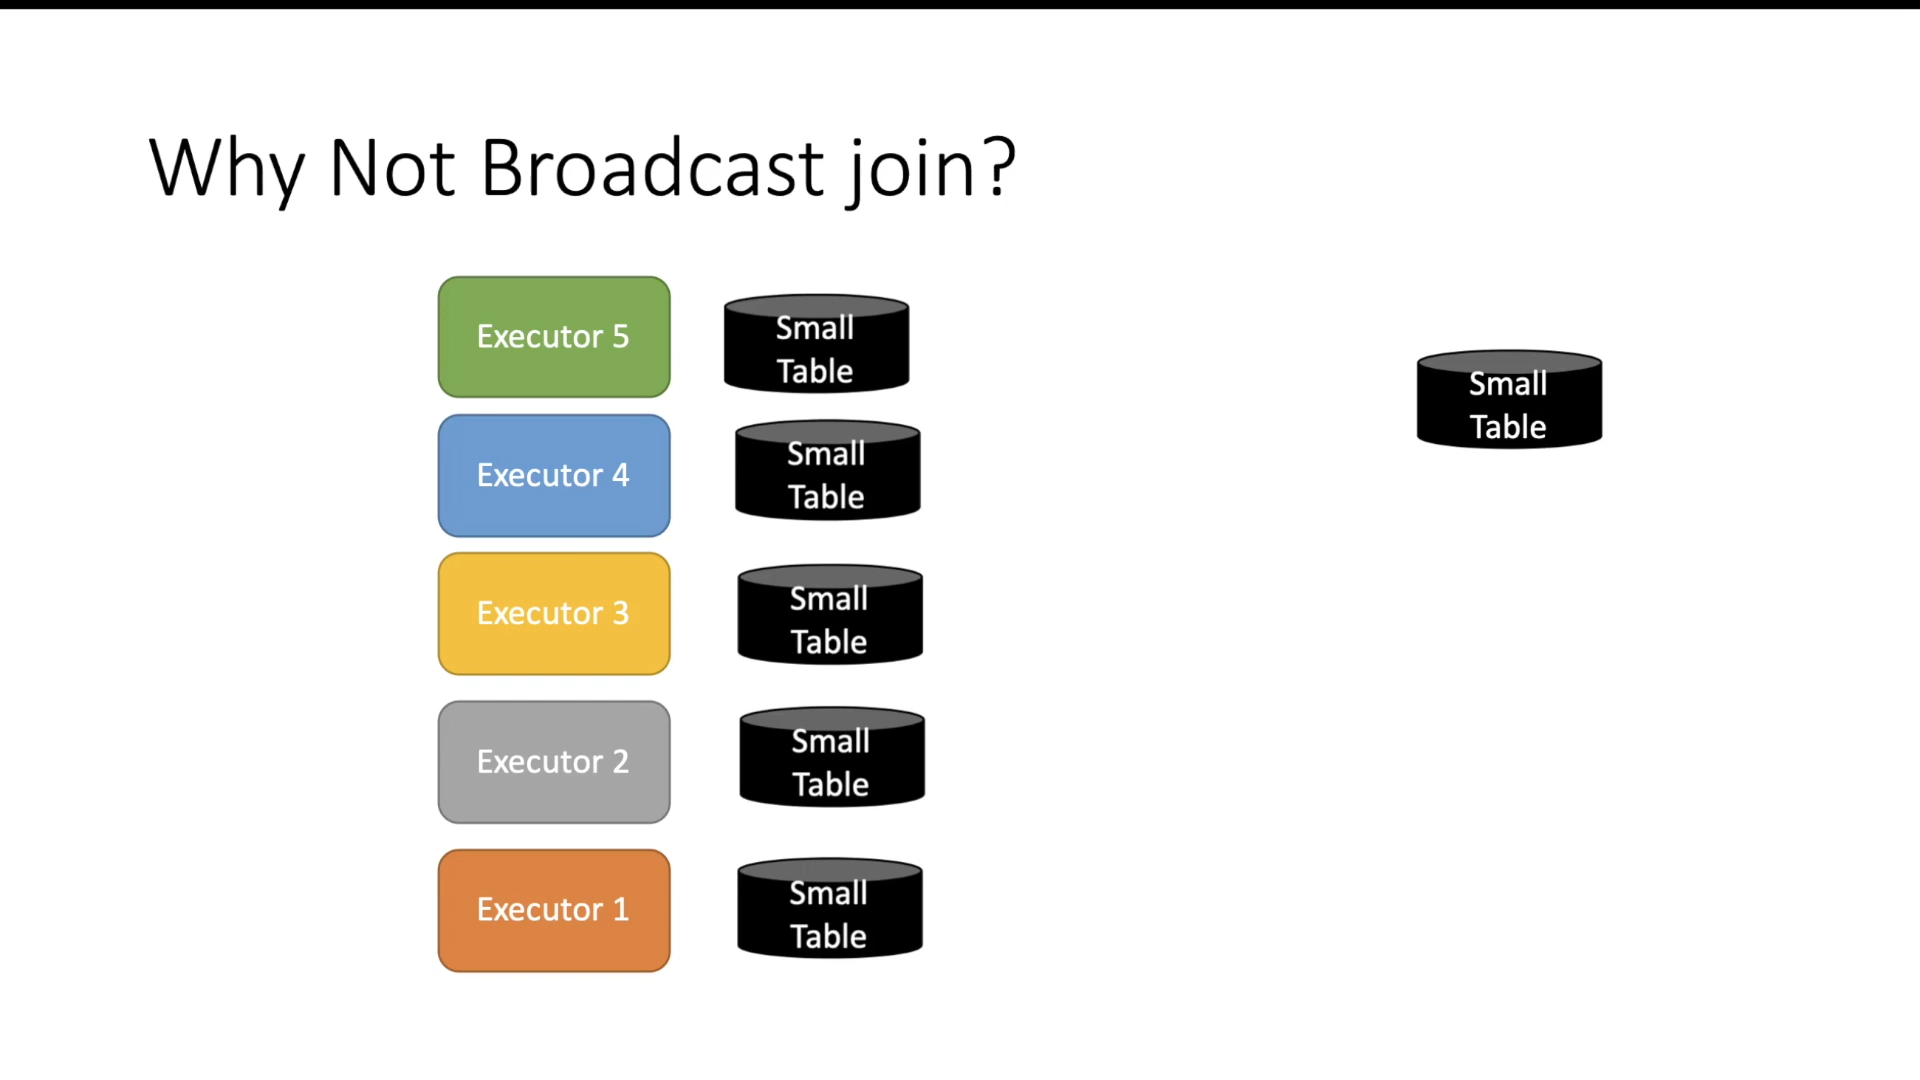 Why Not Broadcast join?
Executor 5
Small
Table
Small
Table
Executor 4
Small
Table
Executor 3
Small
Table
Executor 2
Small
Table
Executor 1
Small
Table